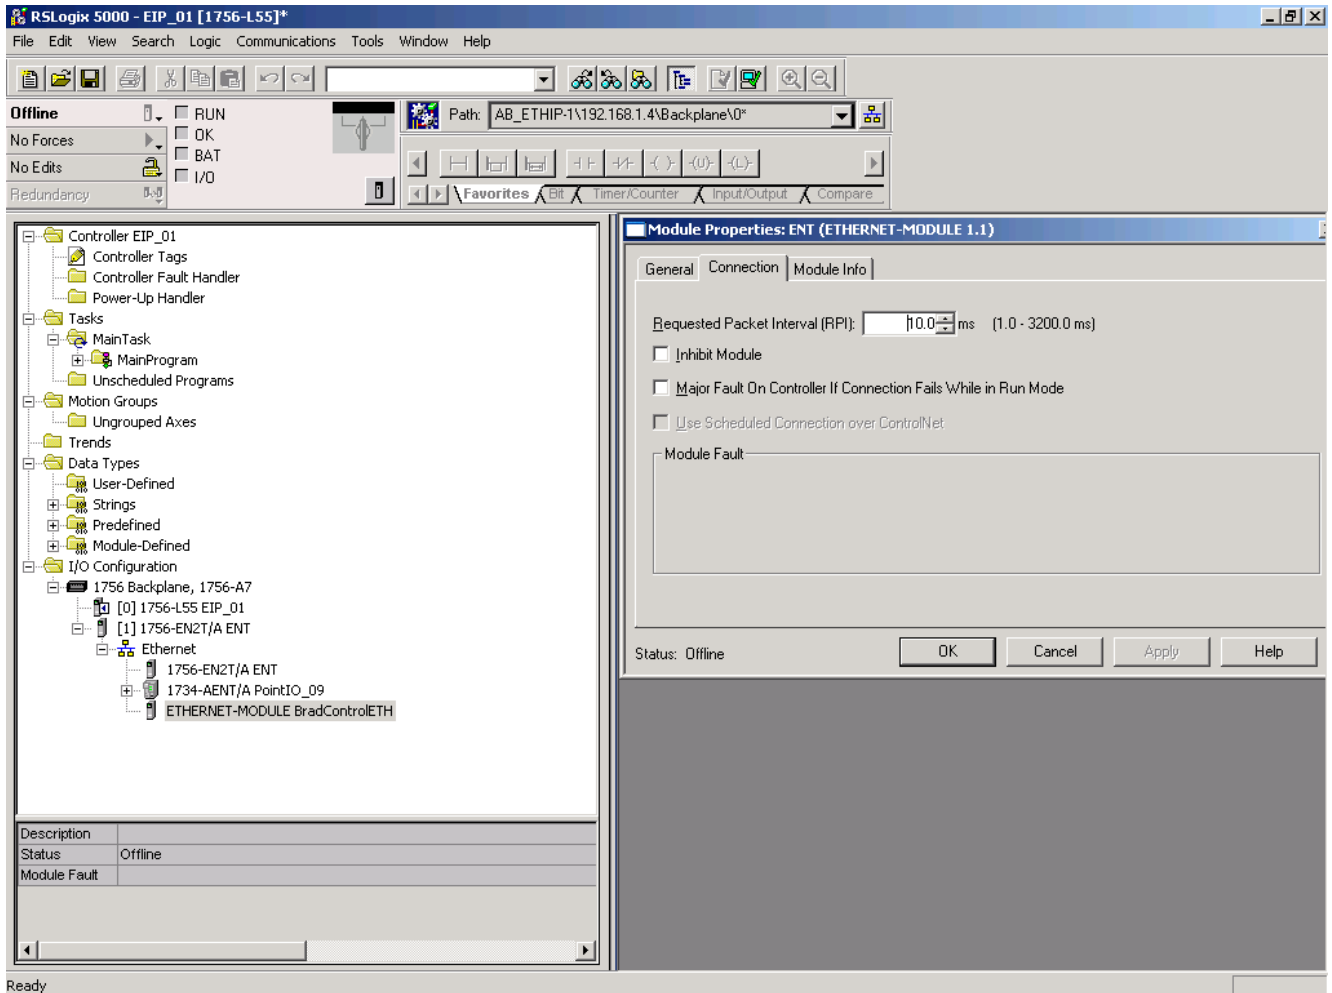 RSLogix 5000 - EIP_01 [1756-L55]*
File Edit View Search Logic Communications Tools Window Help
Offline
RUN
Path: AB_ETHIP-1\192.168.1.4\Backplane\0*
No Forces
OK
No Edits
BAT
Redundancy
I/O
Favorites Bit Timer/Counter Input/Output Compare
Controller EIP_01
Controller Tags
Controller Fault Handler
Power-Up Handler
Tasks
MainTask
MainProgram
Unscheduled Programs
Motion Groups
Ungrouped Axes
Trends
Data Types
User-Defined
Strings
Predefined
Module-Defined
I/O Configuration
1756 Backplane, 1756-A7
[0] 1756-L55 EIP_01
[1] 1756-EN2T/A ENT
Ethernet
1756-EN2T/A ENT
1734-AENT/A PointIO_09
ETHERNET-MODULE BradControlETH
Description
Status Offline
Module Fault
Module Properties: ENT (ETHERNET-MODULE 1.1)
General Connection Module Info
Requested Packet Interval (RPI): 10.0 ms (1.0 - 3200.0 ms)
Inhibit Module
Major Fault On Controller If Connection Fails While in Run Mode
Use Scheduled Connection over ControlNet
Module Fault
Status: Offline OK Cancel Apply Help
Ready